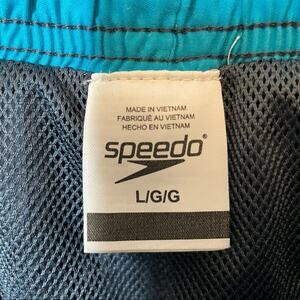 MADE IN VIETNAM
FABRIQUÉ AU VIETNAM
HECHO EN VIETNAM
speedo®
L/G/G